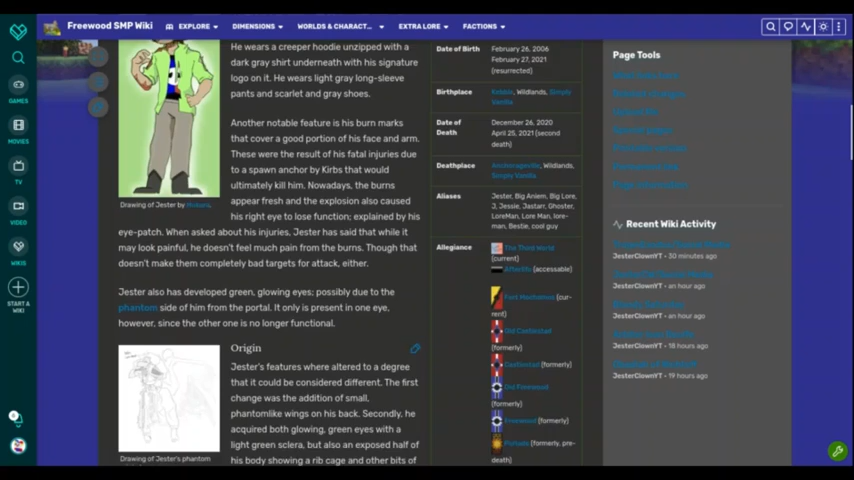 Freewood SMP Wiki
EXPLORE
DIMENSIONS
WORLDS & CHARACT...
EXTRA LORE
FACTIONS
GAMES
MOVIES
TV
VIDEO
WIKIS
START A
WIKI
He wears a creeper hoodie unzipped with a
dark gray shirt underneath with his signature
logo on it. He wears light gray long-sleeve
pants and scarlet and gray shoes.
Another notable feature is his burn marks
that cover a good portion of his face and arm.
These were the result of his fatal injuries due
to a spawn anchor by Kirbs that would
ultimately kill him. Nowadays, the burns
appear fresh and the explosion also caused
his right eye to lose function; explained by his
eye-patch. When asked about his injuries, Jester has said that while it
may look painful, he doesn't feel much pain from the burns. Though that
doesn't make them completely bad targets for attack, either.
Drawing of Jester by
Jester also has developed green, glowing eyes; possibly due to the
phantom side of him from the portal. It only is present in one eye,
however, since the other one is no longer functional.
Origin
Jester's features where altered to a degree
that it could be considered different. The first
change was the addition of small,
phantomlike wings on his back. Secondly, he
acquired both glowing, green eyes with a
light green sclera, but also an exposed half of
his body showing a rib cage and other bits of
Drawing of Jester's phantom
Date of Birth
February 26, 2006
February 27, 2021
(resurrected)
Birthplace
Wildlands, Simply
Vanilla
Date of
Death
December 26, 2020
April 25, 2021 (second
death)
Deathplace
Wildlands,
Simply Vanilla
Aliases
Jester, Big Aniem, Big Lore,
J, Jessie, Jastarr, Ghoster,
LoreMan, Lore Man, lore-
man, Bestie, cool guy
Allegiance
The Third World
(current)
Afterlife (accessable)
(cur-
rent)
(formerly)
(formerly)
Old Freewood
(formerly)
Freewood (formerly)
(formerly, pre-
death)
Page Tools
Recent Wiki Activity
JesterClownYT • 30 minutes ago
JesterClownYT • an hour ago
JesterClownYT • an hour ago
JesterClownYT • 18 hours ago
JesterClownYT • 19 hours ago